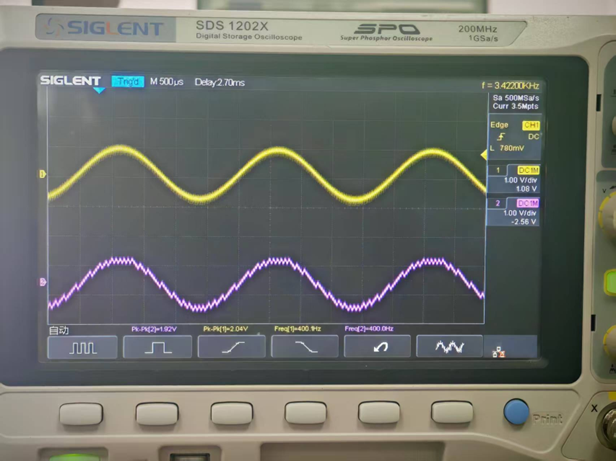 SIGLENT SDS 1202X SPO 200MHz
Digital Storage Oscilloscope Super Phosphor Oscilloscope 1GSa/s
SIGLENT Trig'd M 500µs Delay:2.70ms f = 3.42200KHz
Sa 500MSa/s
Curr 3.5Mpts
Edge CH1
DC
L 780mV
1 DC1M
1.00 V/div
1.08 V
2 DC1M
1.00 V/div
-2.56 V
自动 Pk-Pk[2]=1.92V Pk-Pk[1]=2.04V Freq[1]=400.1Hz Freq[2]=400.0Hz
Print
X